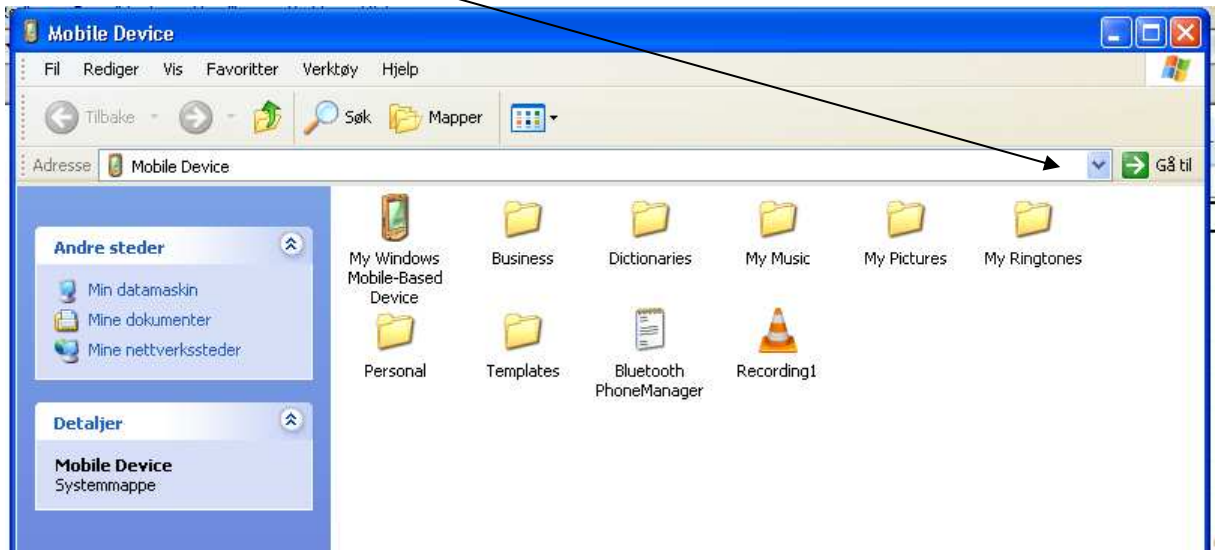 Mobile Device
Fil Rediger Vis Favoritter Verktøy Hjelp
Tilbake Søk Mapper
Adresse Mobile Device Gå til
Andre steder
Min datamaskin
Mine dokumenter
Mine nettverkssteder
Detaljer
Mobile Device
Systemmappe
My Windows
Mobile-Based
Device
Business
Dictionaries
My Music
My Pictures
My Ringtones
Personal
Templates
Bluetooth
PhoneManager
Recording1